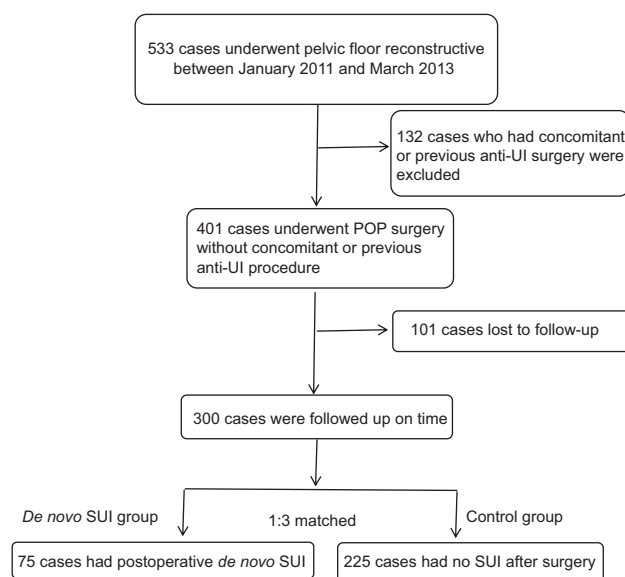 533 cases underwent pelvic floor reconstructive
between January 2011 and March 2013
132 cases who had concomitant
or previous anti-UI surgery were
excluded
401 cases underwent POP surgery
without concomitant or previous
anti-UI procedure
101 cases lost to follow-up
300 cases were followed up on time
De novo SUI group
1:3 matched
Control group
75 cases had postoperative de novo SUI
225 cases had no SUI after surgery